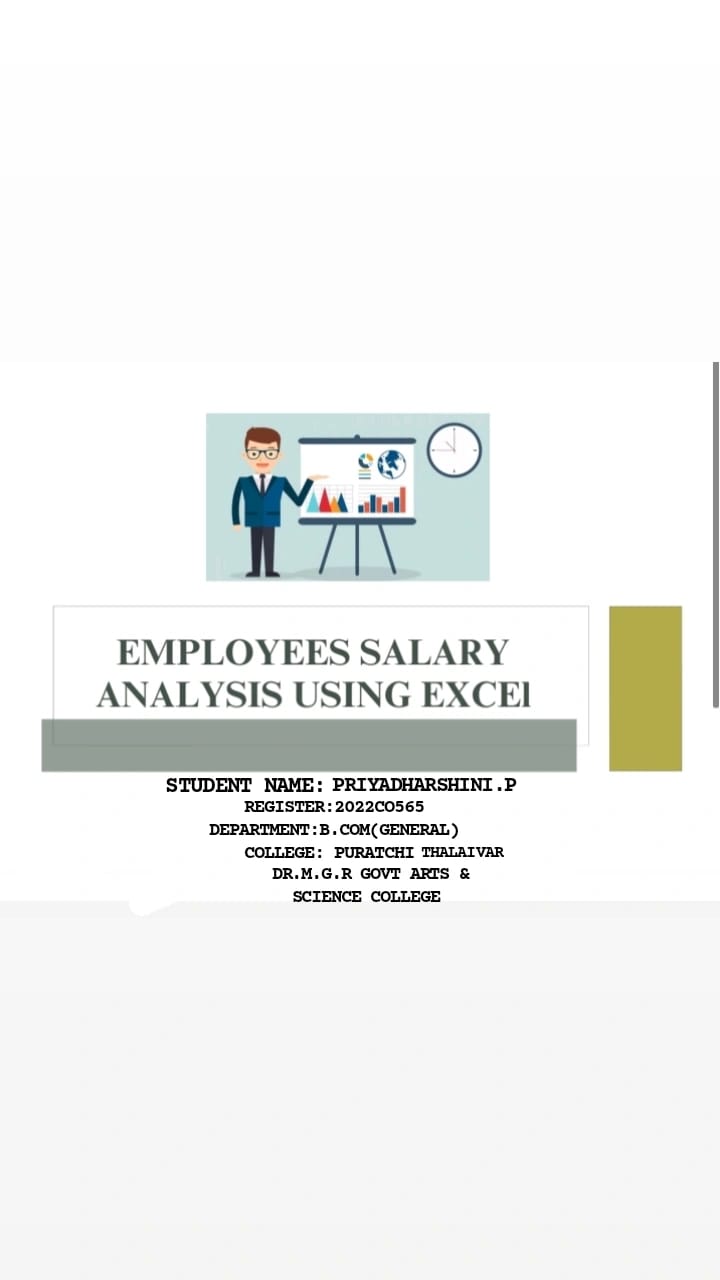 EMPLOYEES SALARY
ANALYSIS USING EXCEl
STUDENT NAME: PRIYADHARSHINI.P
REGISTER:2022CO565
DEPARTMENT:B.COM(GENERAL)
COLLEGE: PURATCHI THALAIVAR
DR.M.G.R GOVT ARTS &
SCIENCE COLLEGE